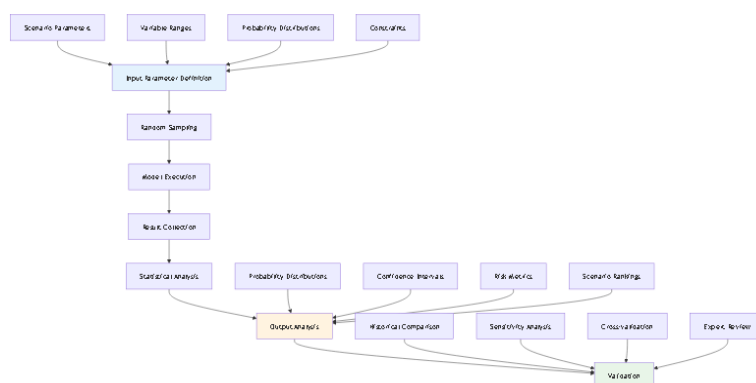 Scenario Parameters
Variable Ranges
Probability Distributions
Constraints
Input Parameter Definition
Random Sampling
Model Execution
Result Collection
Statistical Analysis
Probability Distributions
Confidence Intervals
Risk Metrics
Scenario Rankings
Output Analysis
Historical Comparison
Sensitivity Analysis
Cross-validation
Expert Review
Validation